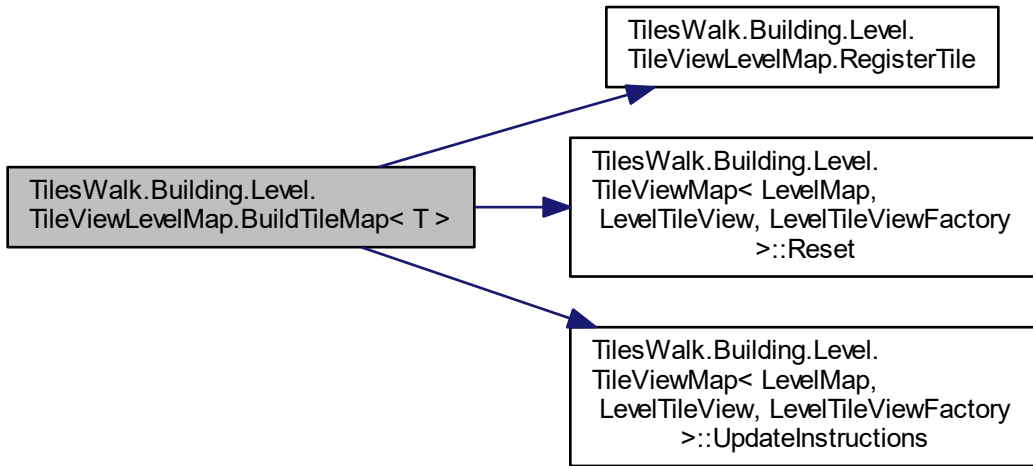 TilesWalk.Building.Level.
TileViewLevelMap.RegisterTile
TilesWalk.Building.Level.
TileViewLevelMap.BuildTileMap< T >
TilesWalk.Building.Level.
TileViewMap< LevelMap,
LevelTileView, LevelTileViewFactory
>::Reset
TilesWalk.Building.Level.
TileViewMap< LevelMap,
LevelTileView, LevelTileViewFactory
>::UpdateInstructions